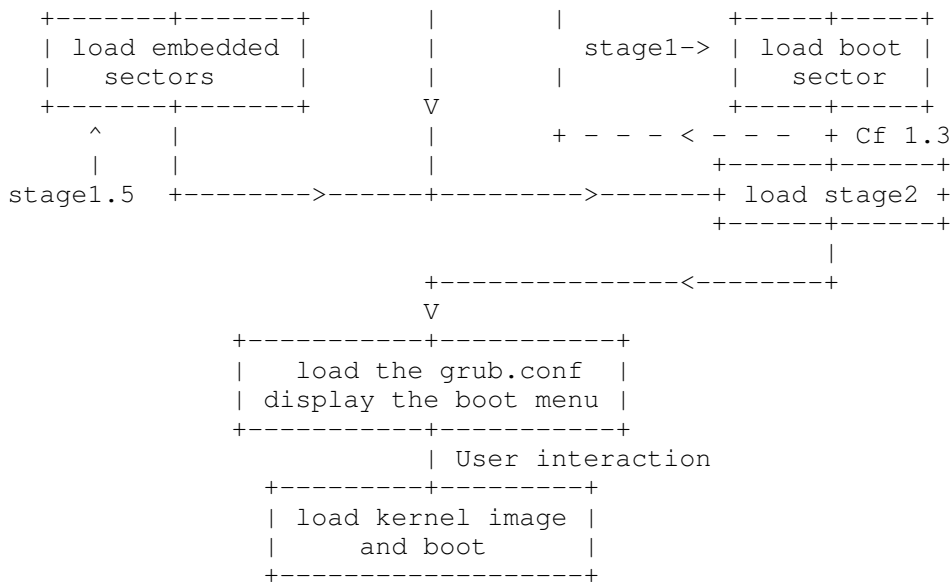 +-------+-------+ | | +-----+-----+
| load embedded | | stage1-> | load boot |
| sectors | | | | sector |
+-------+-------+ V +-----+-----+
^ | | + - - - < - - - + Cf 1.3
| | | +------+------+
stage1.5 +-------->------+--------->-------+ load stage2 +
+------+------+
|
+---------------<--------+
V
+-----------+-----------+
| load the grub.conf |
| display the boot menu |
+-----------+-----------+
| User interaction
+---------+---------+
| load kernel image |
| and boot |
+-------------------+